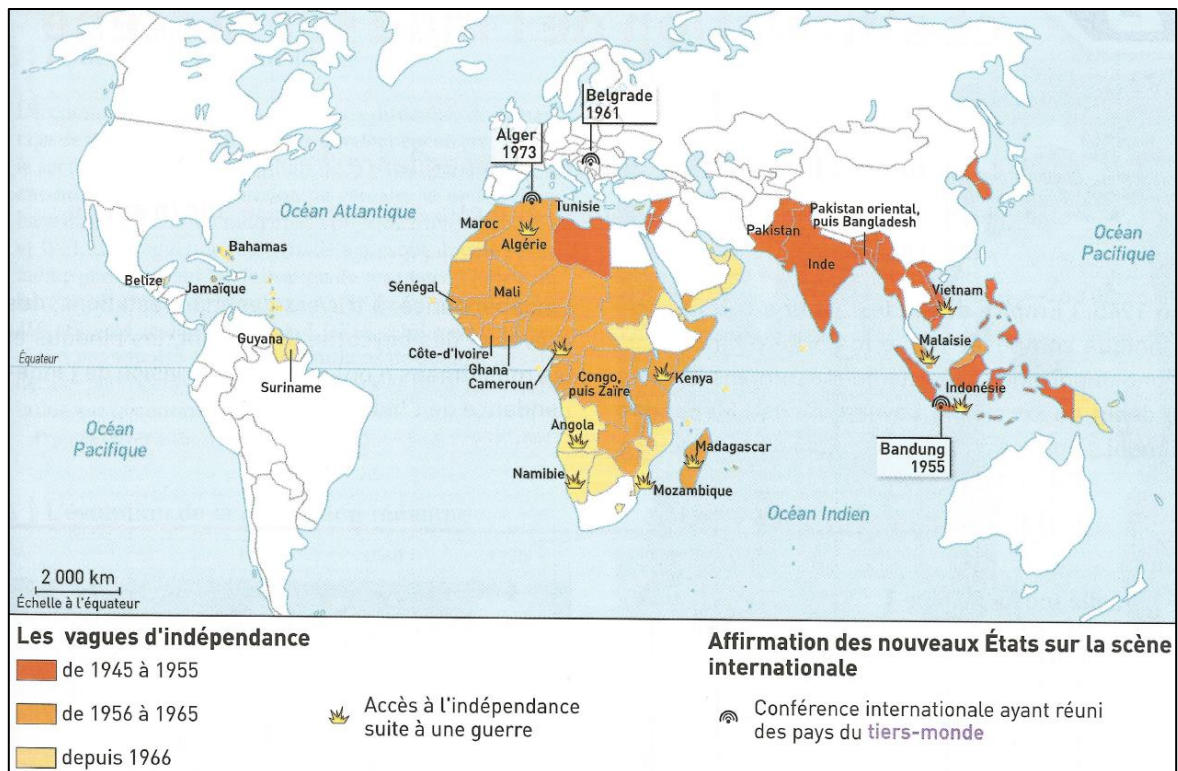 Belgrade
1961
Alger
1973
Océan Atlantique
Tunisie
Maroc
Algérie
Pakistan oriental,
puis Bangladesh
Pakistan
Océan
Pacifique
Bahamas
Belize
Jamaïque
Sénégal
Mali
Inde
Vietnam
Guyana
Côte-d'Ivoire
Ghana
Cameroun
Malaisie
Équateur
Suriname
Congo,
puis Zaïre
Kenya
Indonésie
Océan
Pacifique
Angola
Madagascar
Bandung
1955
Namibie
Mozambique
Océan Indien
2 000 km
Échelle à l'équateur
Les vagues d'indépendance
de 1945 à 1955
de 1956 à 1965
depuis 1966
Accès à l'indépendance
suite à une guerre
Affirmation des nouveaux États sur la scène
internationale
Conférence internationale ayant réuni
des pays du tiers-monde